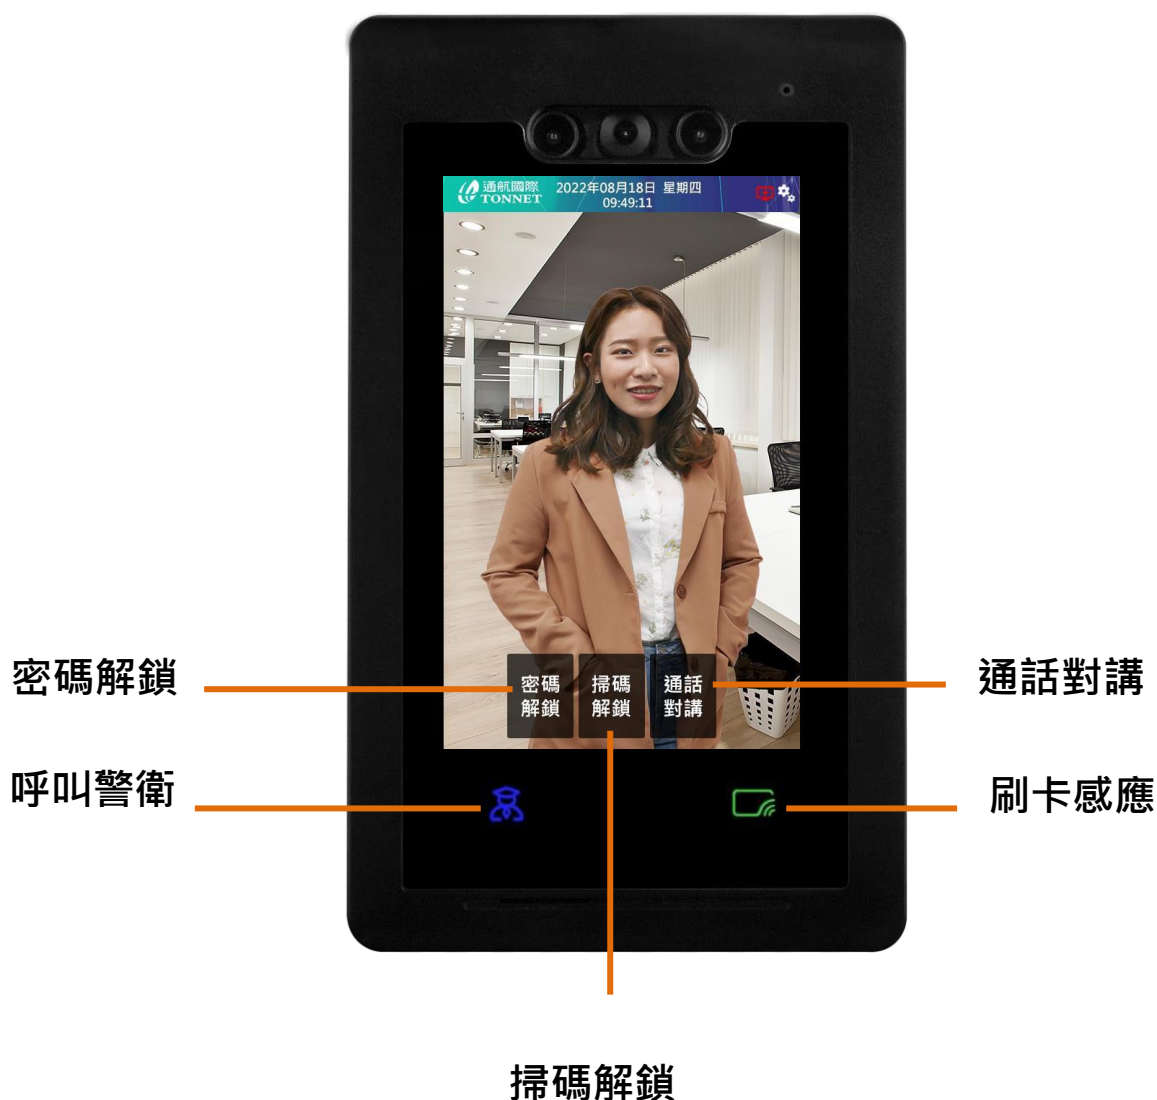 通航國際
TONNET
2022年08月18日 星期四
09:49:11
密碼解鎖
密碼
解鎖
掃碼
解鎖
通話
對講
通話對講
呼叫警衛
刷卡感應
掃碼解鎖